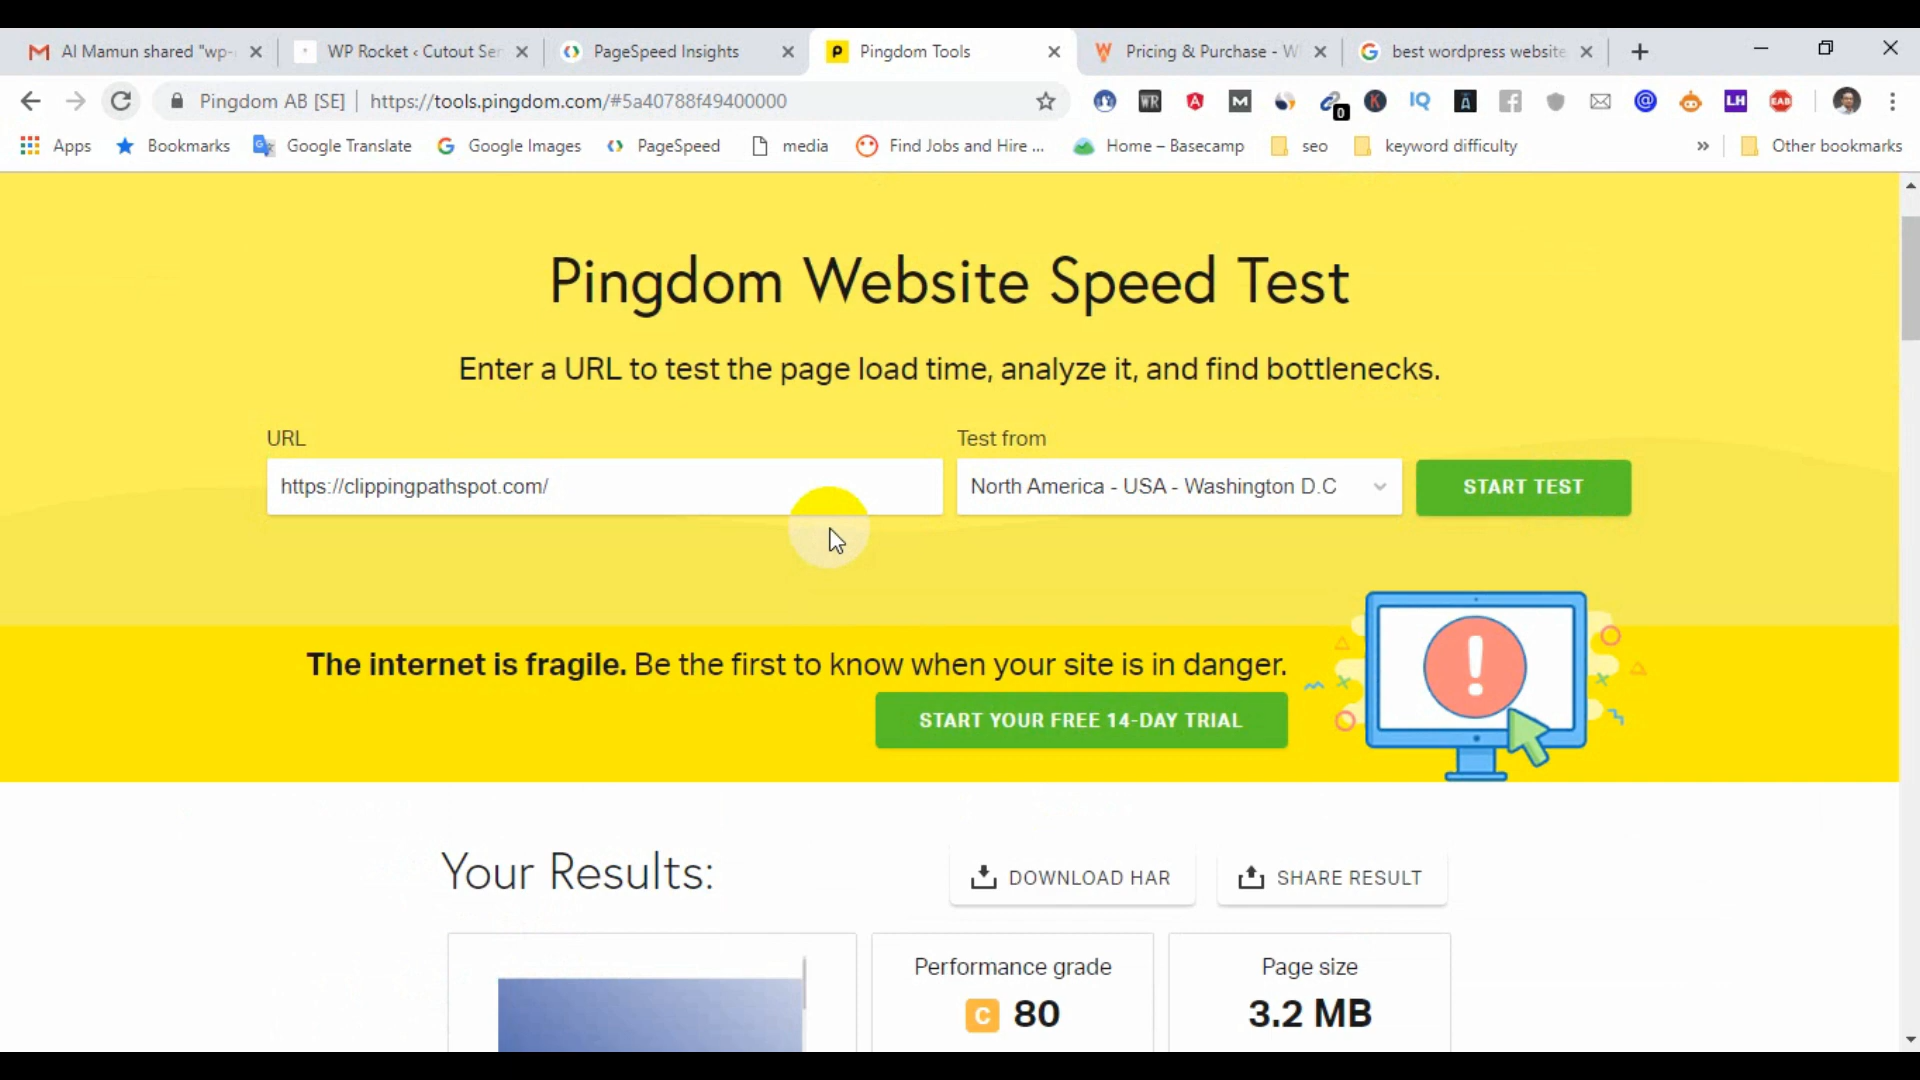 Al Mamun shared "wp-
WP Rocket ‹ Cutout Ser
PageSpeed Insights
Pingdom Tools
Pricing & Purchase - W
best wordpress website
Pingdom AB [SE] | https://tools.pingdom.com/#5a40788f49400000
Apps
Bookmarks
Google Translate
Google Images
PageSpeed
media
Find Jobs and Hire ...
Home – Basecamp
seo
keyword difficulty
»
Other bookmarks
Pingdom Website Speed Test
Enter a URL to test the page load time, analyze it, and find bottlenecks.
URL
Test from
https://clippingpathspot.com/
North America - USA - Washington D.C
START TEST
The internet is fragile. Be the first to know when your site is in danger.
START YOUR FREE 14-DAY TRIAL
Your Results:
DOWNLOAD HAR
SHARE RESULT
Performance grade
Page size
C 80
3.2 MB